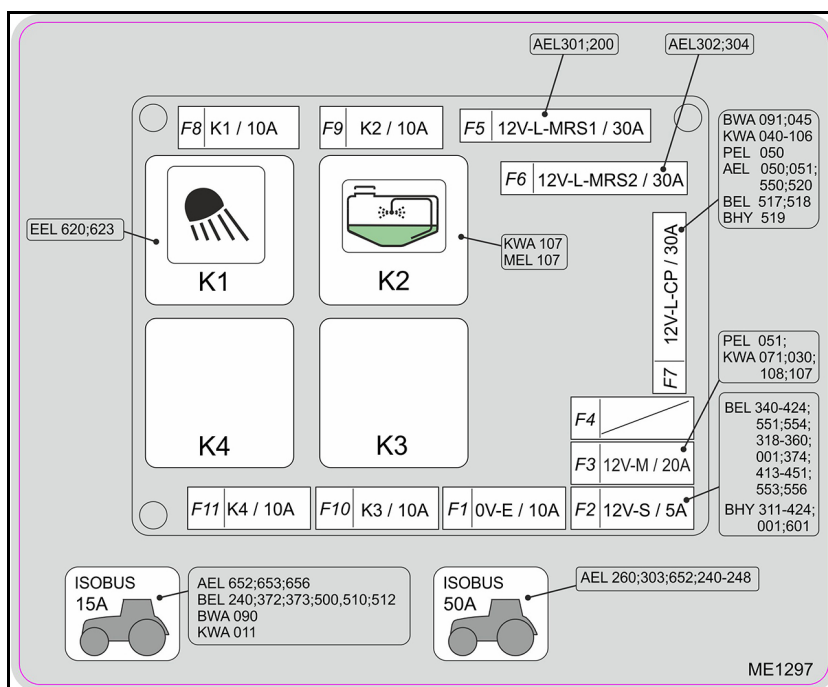 AEL301;200
AEL302;304
F8 K1 / 10A
F9 K2 / 10A
F5 12V-L-MRS1 / 30A
F6 12V-L-MRS2 / 30A
BWA 091;045
KWA 040-106
PEL 050
AEL 050;051;
550;520
BEL 517;518
BHY 519
EEL 620;623
K1
K2
KWA 107
MEL 107
F7 12V-L-CP / 30A
PEL 051;
KWA 071;030;
108;107
K4
K3
F4
F3 12V-M / 20A
BEL 340-424;
551;554;
318-360;
001;374;
413-451;
553;556
BHY 311-424;
001;601
F11 K4 / 10A
F10 K3 / 10A
F1 0V-E / 10A
F2 12V-S / 5A
ISOBUS
15A
AEL 652;653;656
BEL 240;372;373;500,510;512
BWA 090
KWA 011
ISOBUS
50A
AEL 260;303;652;240-248
ME1297